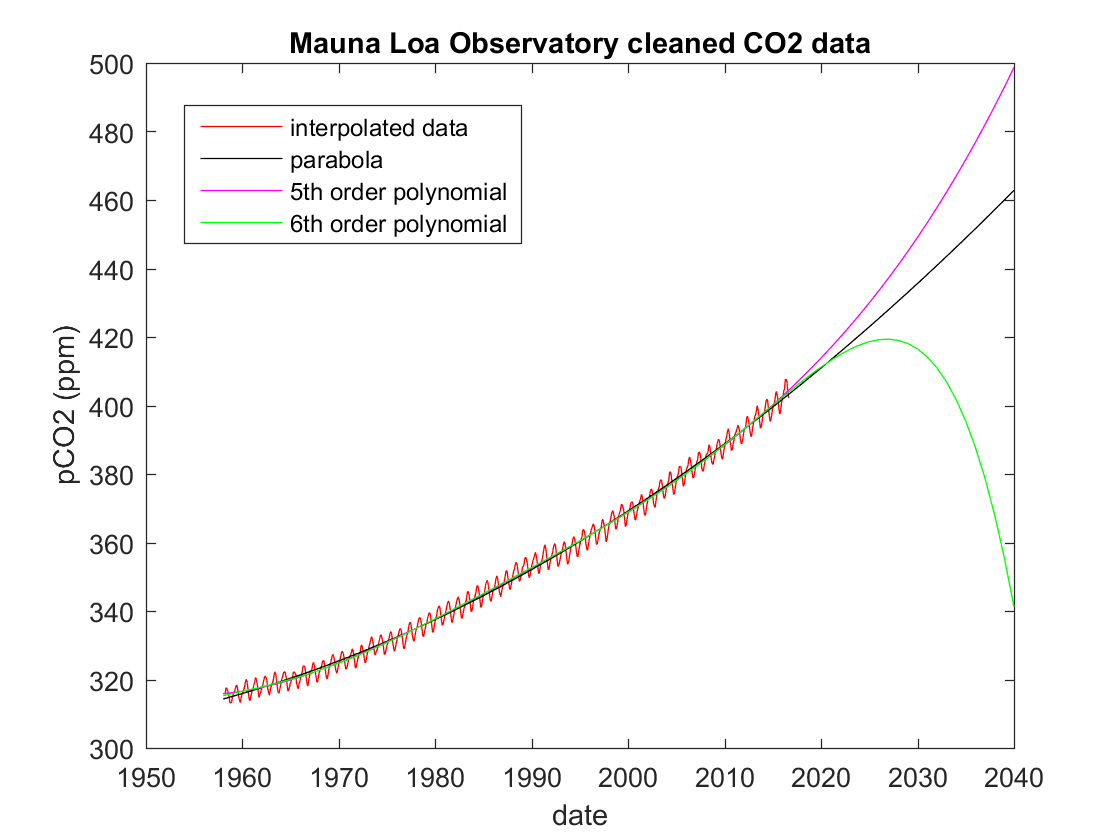 Mauna Loa Observatory cleaned CO2 data
500
480
460
440
420
400
380
360
340
320
300
pCO2 (ppm)
interpolated data
parabola
5th order polynomial
6th order polynomial
1950 1960 1970 1980 1990 2000 2010 2020 2030 2040
date